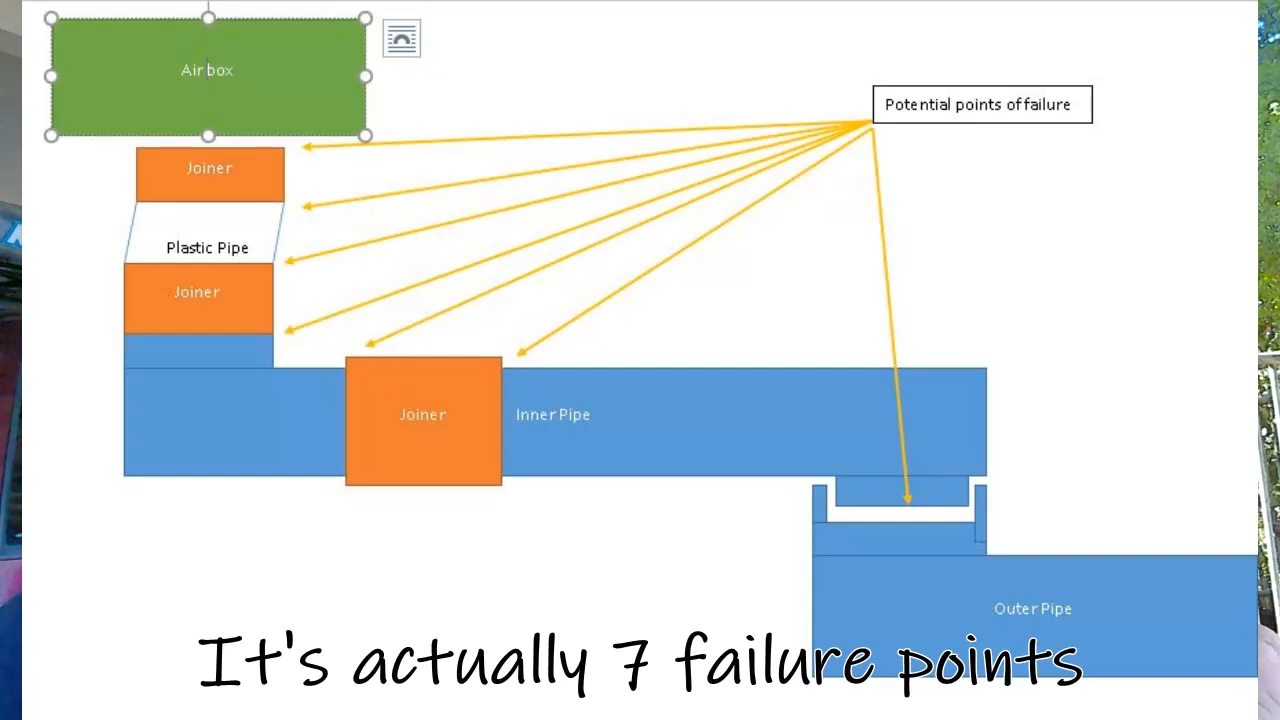 Air box
Potential points of failure
Joiner
Plastic Pipe
Joiner
Joiner
Inner Pipe
Outer Pipe
It's actually 7 failure points